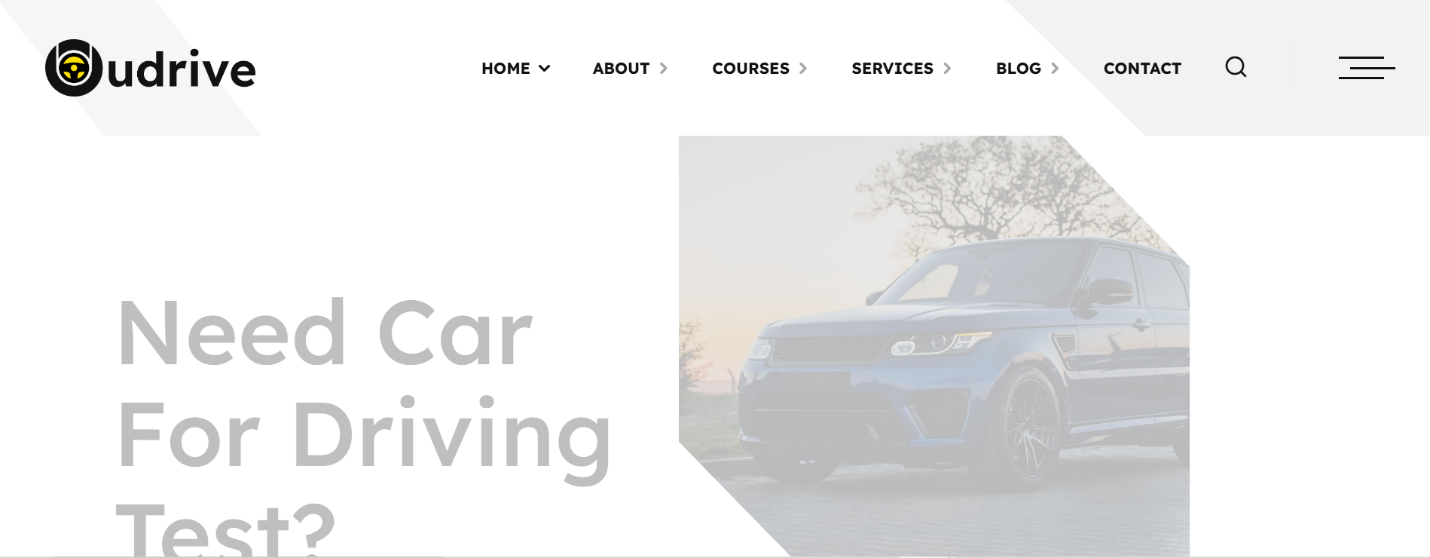 udrive
HOME
ABOUT
COURSES
SERVICES
BLOG
CONTACT
Need Car
For Driving
Test?